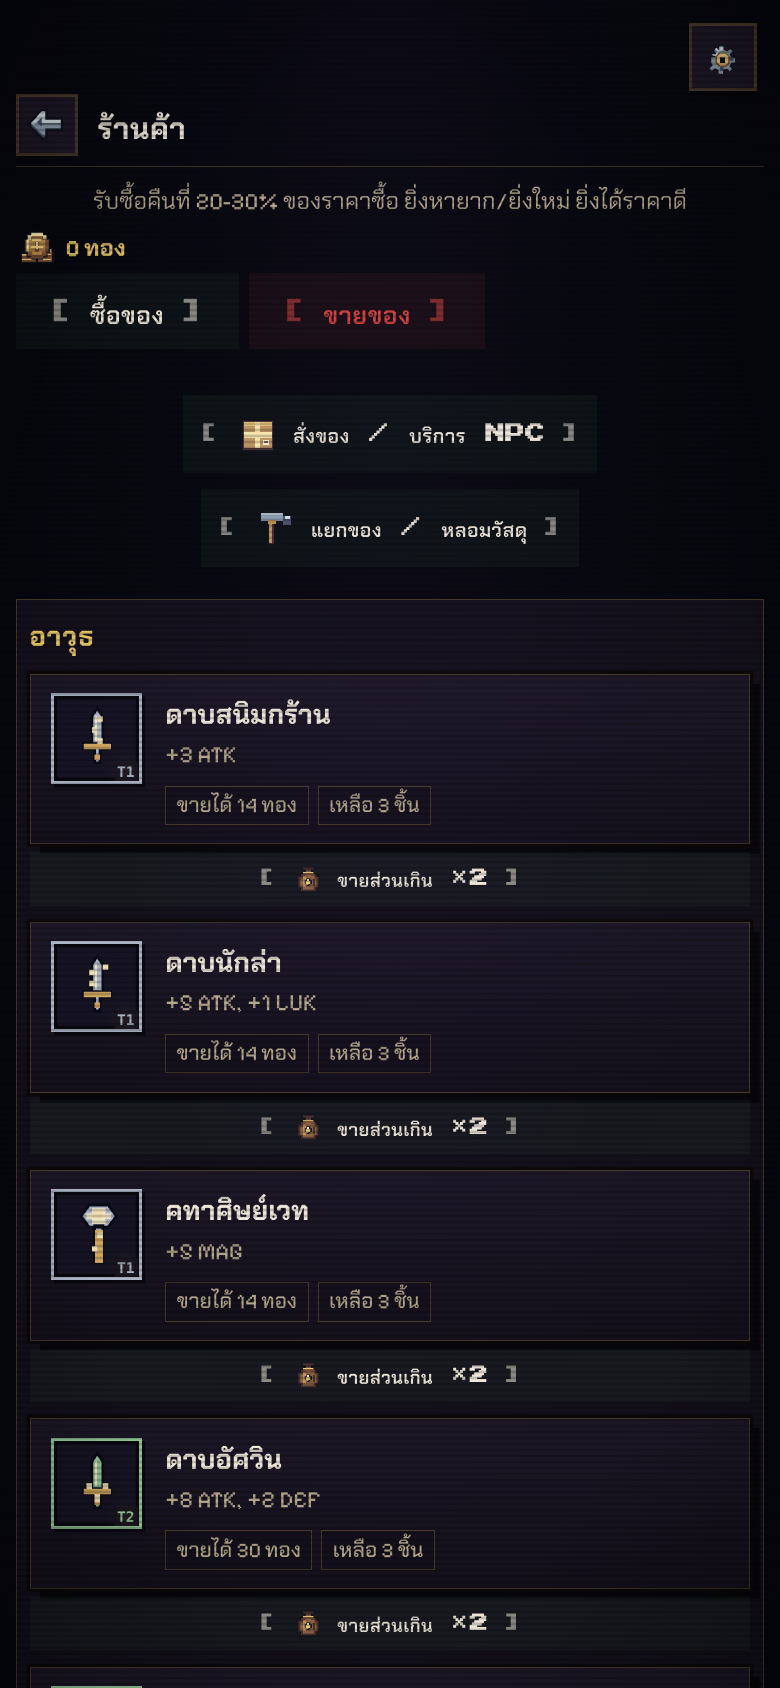 ร้านค้า
รับซื้อคืนที่ 20-30% ของราคาซื้อ ยิ่งหายาก/ยิ่งใหม่ ยิ่งได้ราคาดี
0 ทอง
[ ซื้อของ ] [ ขายของ ]
[ สั่งของ / บริการ NPC ]
[ แยกของ / หลอมวัสดุ ]
อาวุธ
ดาบสนิมกร้าน
+3 ATK
T1
ขายได้ 14 ทอง เหลือ 3 ชิ้น
[ ขายส่วนเกิน ×2 ]
ดาบนักล่า
+2 ATK, +1 LUK
T1
ขายได้ 14 ทอง เหลือ 3 ชิ้น
[ ขายส่วนเกิน ×2 ]
คทาศิษย์เวท
+2 MAG
T1
ขายได้ 14 ทอง เหลือ 3 ชิ้น
[ ขายส่วนเกิน ×2 ]
ดาบอัศวิน
+8 ATK, +2 DEF
T2
ขายได้ 30 ทอง เหลือ 3 ชิ้น
[ ขายส่วนเกิน ×2 ]